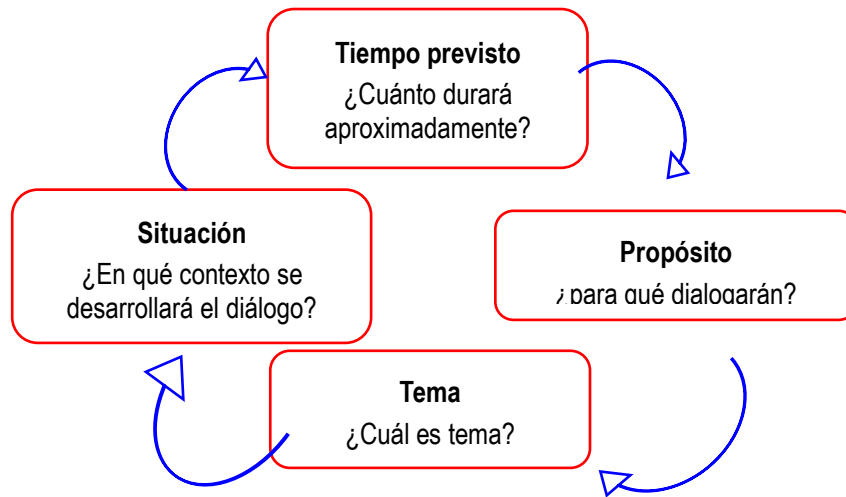 Tiempo previsto
¿Cuánto durará
aproximadamente?
Situación
¿En qué contexto se
desarrollará el diálogo?
Propósito
¿para qué dialogarán?
Tema
¿Cuál es tema?